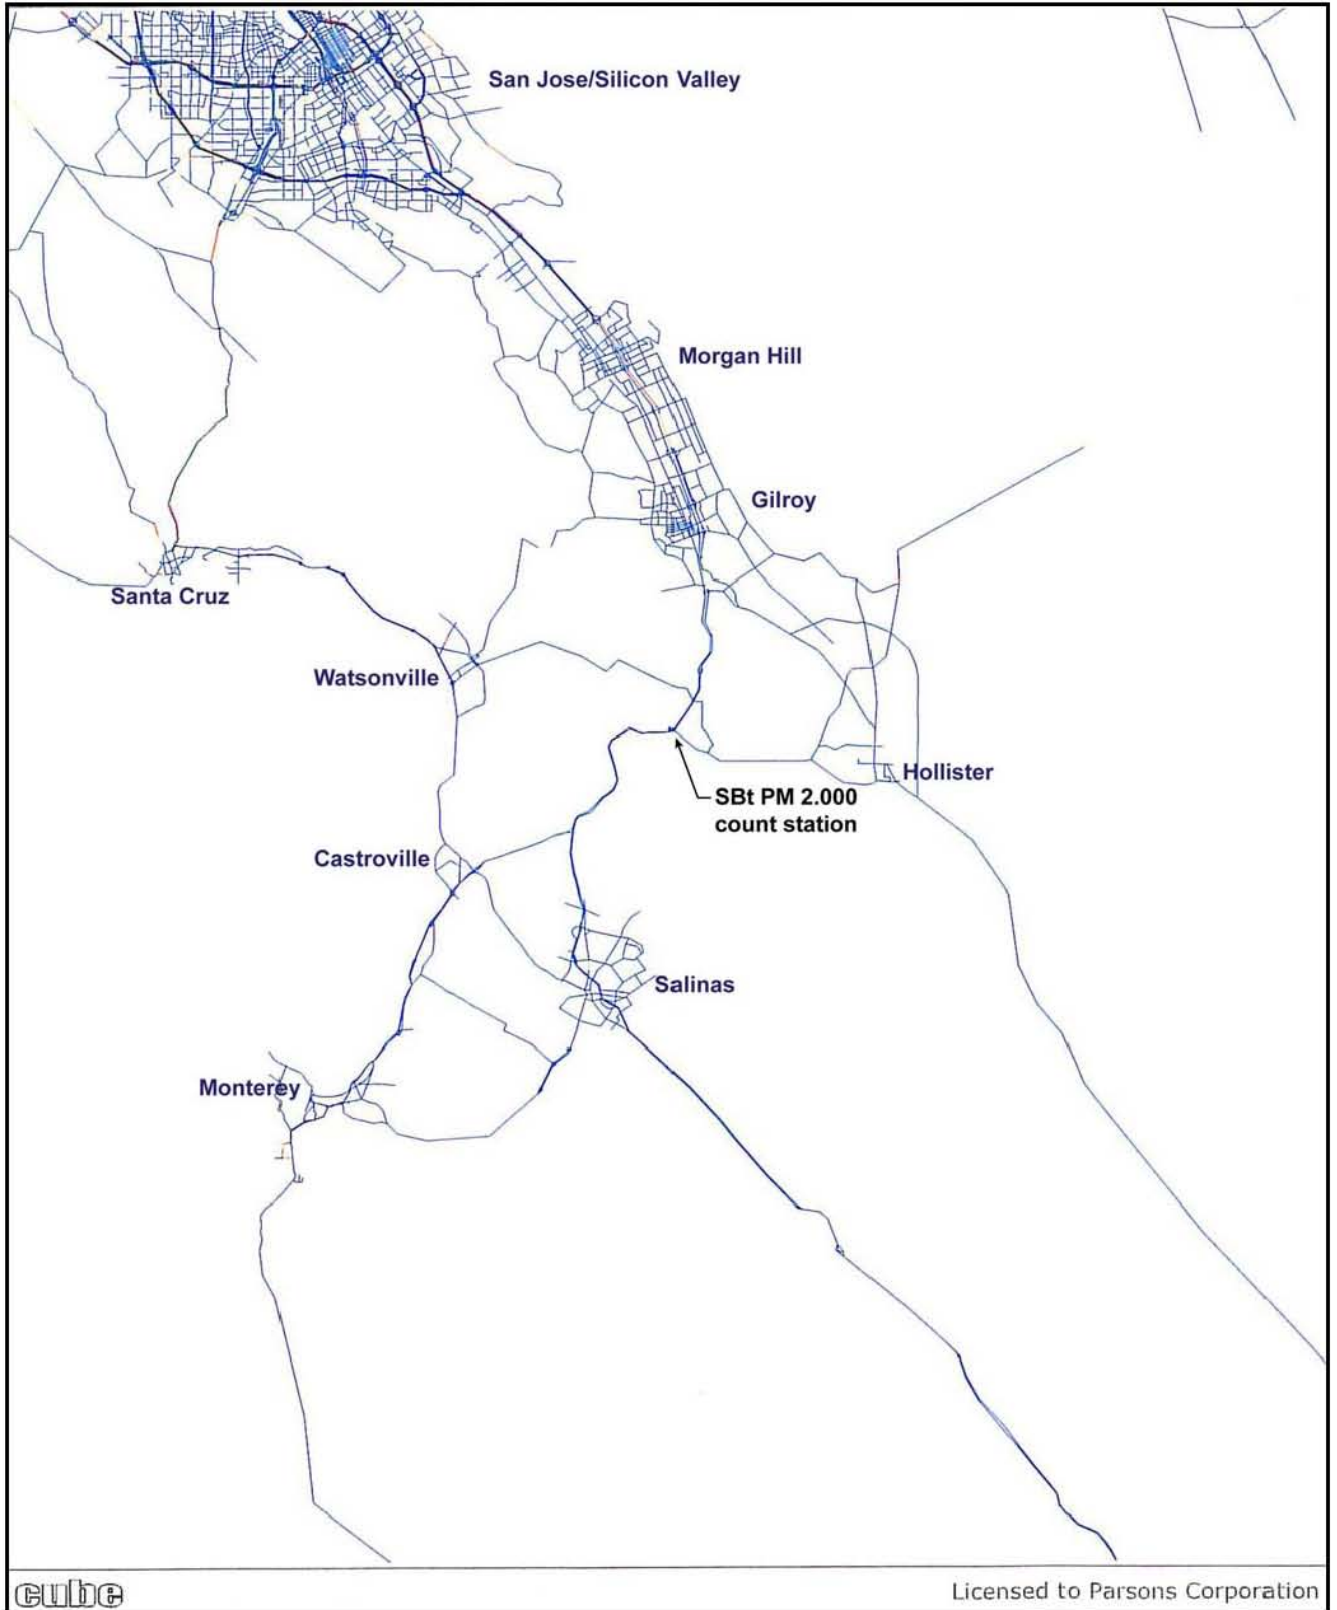 San Jose/Silicon Valley
Morgan Hill
Gilroy
Santa Cruz
Watsonville
Hollister
SBt PM 2.000
count station
Castroville
Salinas
Monterey
cube
Licensed to Parsons Corporation